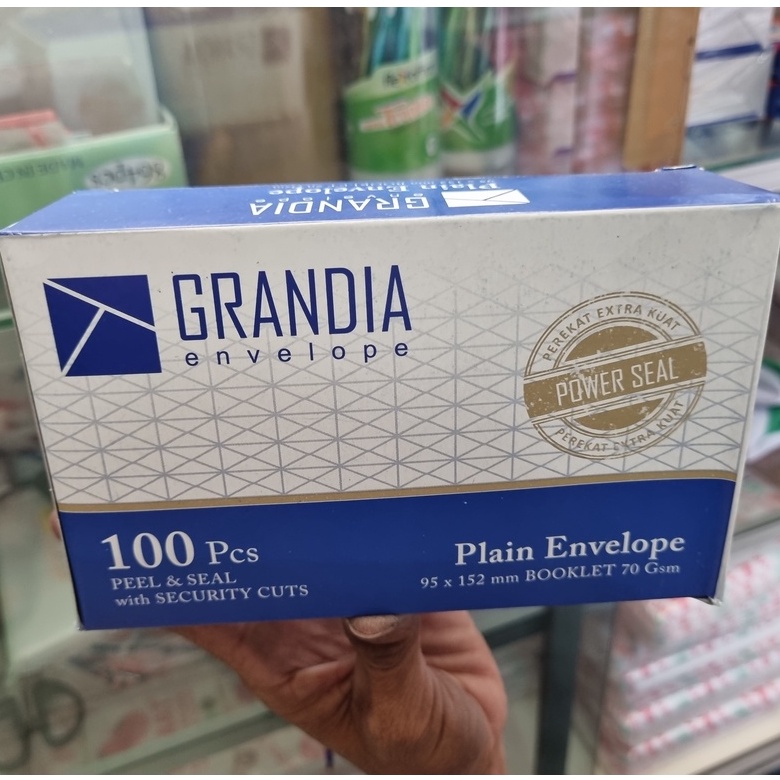 Plain Envelope
GRANDIA
envelope
GRANDIA
envelope
PEREKAT EXTRA KUAT
POWER SEAL
PEREKAT EXTRA KUAT
100 Pcs
PEEL & SEAL
with SECURITY CUTS
Plain Envelope
95 x 152 mm BOOKLET 70 Gsm